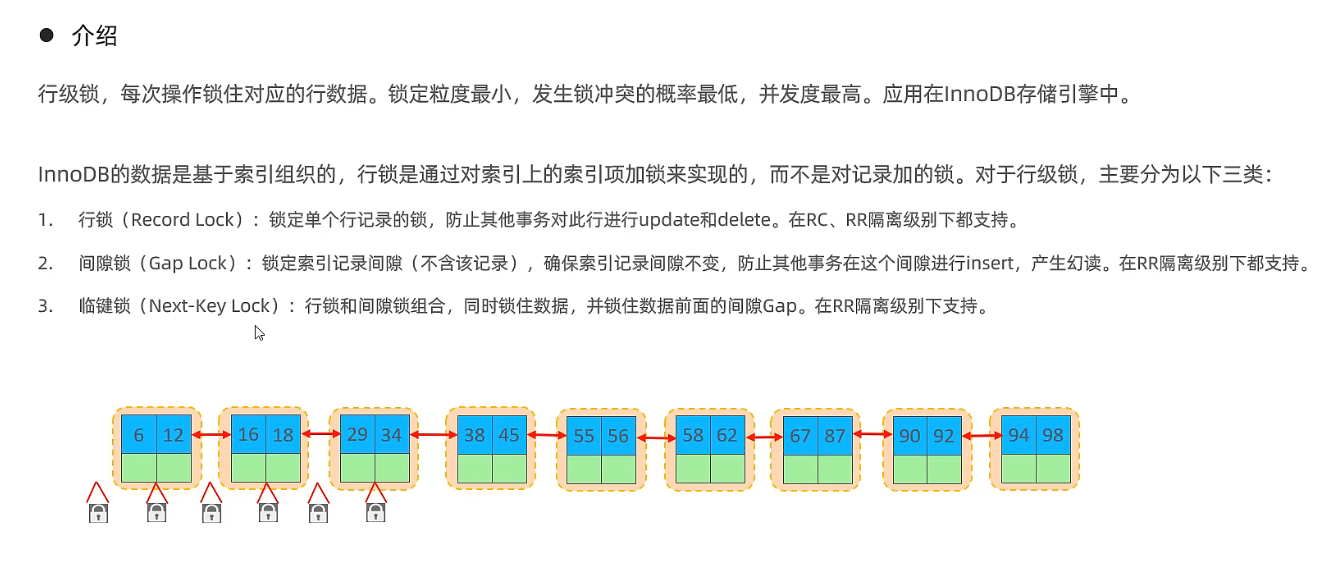 ● 介绍
行级锁，每次操作锁住对应的行数据。锁定粒度最小，发生锁冲突的概率最低，并发度最高。应用在InnoDB存储引擎中。
InnoDB的数据是基于索引组织的，行锁是通过对索引上的索引项加锁来实现的，而不是对记录加的锁。对于行级锁，主要分为以下三类：
1. 行锁（Record Lock）：锁定单个行记录的锁，防止其他事务对此行进行update和delete。在RC、RR隔离级别下都支持。
2. 间隙锁（Gap Lock）：锁定索引记录间隙（不含该记录），确保索引记录间隙不变，防止其他事务在这个间隙进行insert，产生幻读。在RR隔离级别下都支持。
3. 临键锁（Next-Key Lock）：行锁和间隙锁组合，同时锁住数据，并锁住数据前面的间隙Gap。在RR隔离级别下支持。
6 12 16 18 29 34 38 45 55 56 58 62 67 87 90 92 94 98